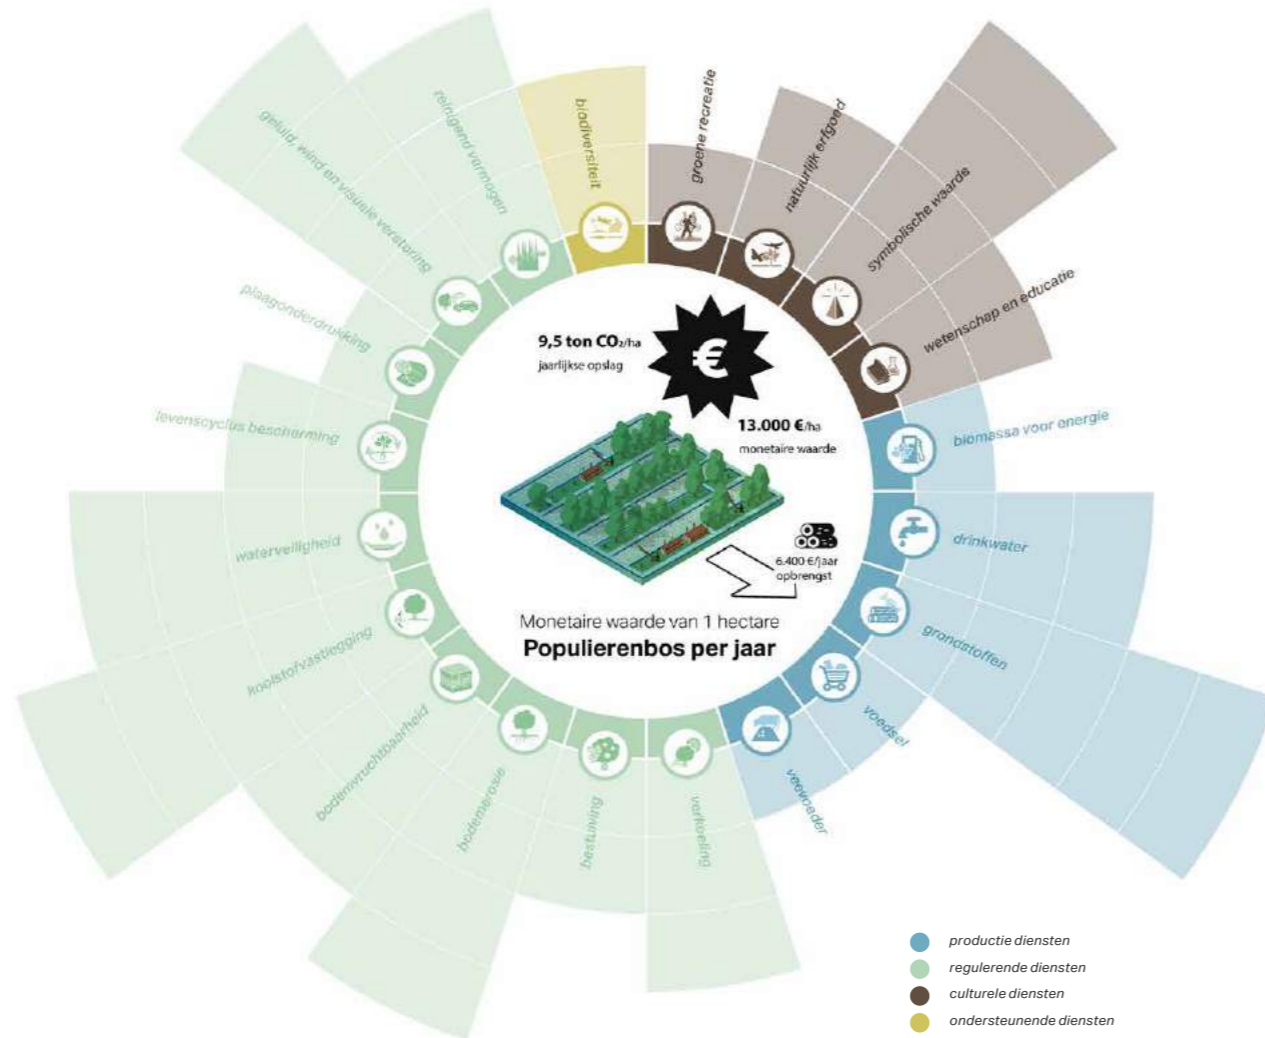 geluid, wind en visuele verstoring
reinigend vermogen
biodiversiteit
groene recreatie
natuurlijk erfgoed
symbolische waarde
wetenschap en educatie
plaagonderdrukking
levenscyclus bescherming
waterveiligheid
koolstofvastlegging
bodemvruchtbaarheid
bodemerosie
bestuiving
verkoeling
veevoeder
voedsel
grondstoffen
drinkwater
biomassa voor energie
9,5 ton CO₂/ha
jaarlijkse opslag
€
13.000 €/ha
monetaire waarde
6.400 €/jaar
opbrengst
Monetaire waarde van 1 hectare
Populierenbos per jaar
productie diensten
regulerende diensten
culturele diensten
ondersteunende diensten